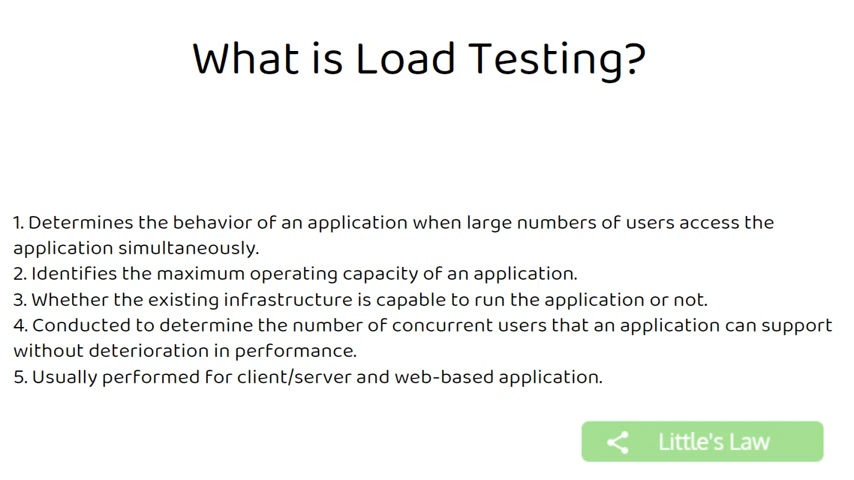 What is Load Testing?
1. Determines the behavior of an application when large numbers of users access the
application simultaneously.
2. Identifies the maximum operating capacity of an application.
3. Whether the existing infrastructure is capable to run the application or not.
4. Conducted to determine the number of concurrent users that an application can support
without deterioration in performance.
5. Usually performed for client/server and web-based application.
Little's Law